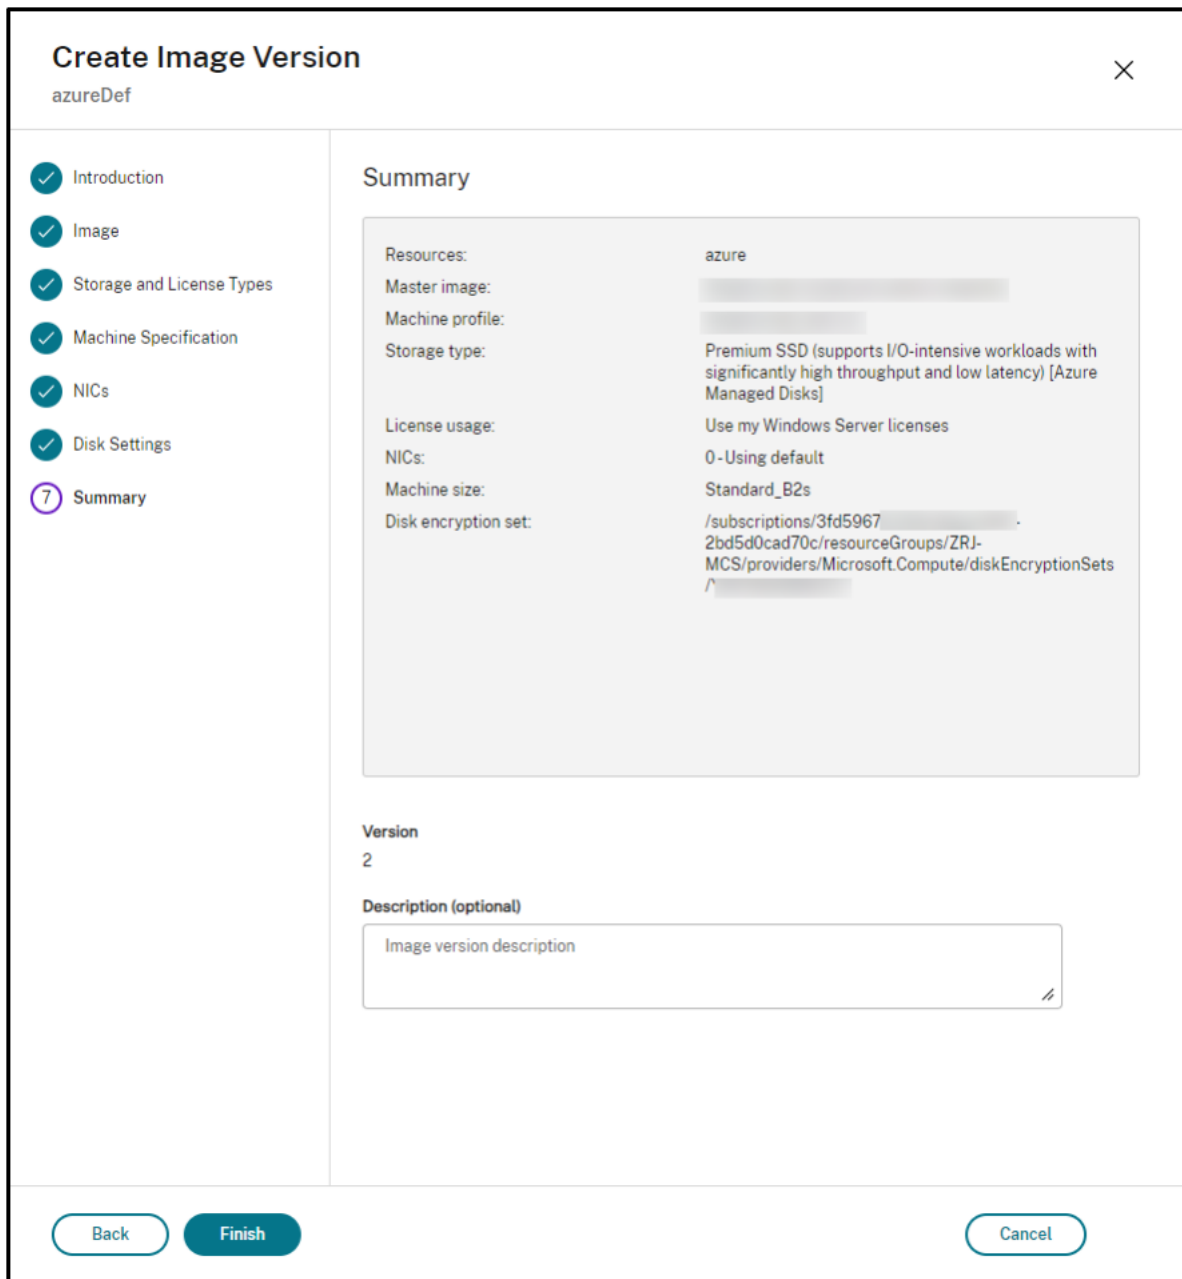 Create Image Version
azureDef
Introduction
Image
Storage and License Types
Machine Specification
NICs
Disk Settings
7 Summary
Summary
Resources: azure
Master image:
Machine profile:
Storage type: Premium SSD (supports I/O-intensive workloads with
significantly high throughput and low latency) [Azure
Managed Disks]
License usage: Use my Windows Server licenses
NICs: 0 - Using default
Machine size: Standard_B2s
Disk encryption set: /subscriptions/3fd5967 -
2bd5d0cad70c/resourceGroups/ZRJ-
MCS/providers/Microsoft.Compute/diskEncryptionSets
/
Version
2
Description (optional)
Image version description
Back Finish Cancel